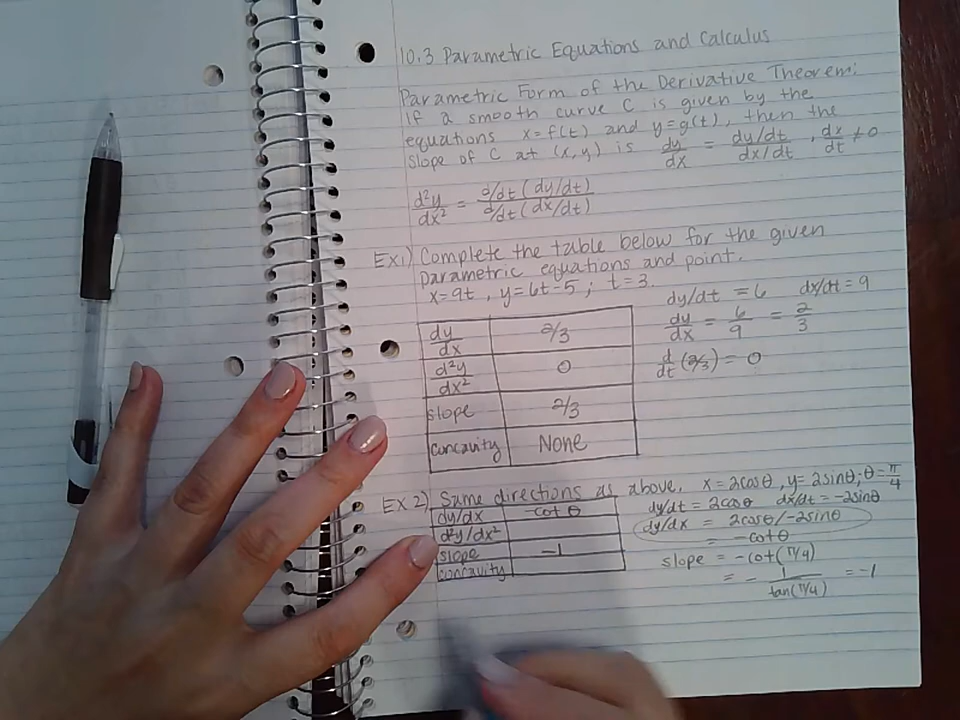 10.3 Parametric Equations and Calculus
Parametric Form of the Derivative Theorem:
If a smooth curve C is given by the
equations x=f(t) and y=g(t), then the
slope of C at (x,y) is dy/dx = (dy/dt)/(dx/dt) , dx/dt ≠ 0
d²y/dx² = (d/dt (dy/dt))/(d/dt (dx/dt))
Ex1) Complete the table below for the given
parametric equations and point.
x=9t , y=6t-5 ; t=3.
dy/dt = 6 dx/dt = 9
dy/dx = 6/9 = 2/3
d/dt (2/3) = 0
dy/dx 2/3
d²y/dx² 0
slope 2/3
concavity None
EX 2) Same directions as above. x = 2cosθ , y = 2sinθ; θ = π/4
dy/dx -cot θ
d²y/dx²
slope -1
concavity
dy/dt = 2cosθ dx/dt = -2sinθ
dy/dx = 2cosθ/-2sinθ
= -cotθ
slope = -cot(π/4)
= - 1/tan(π/4) = -1